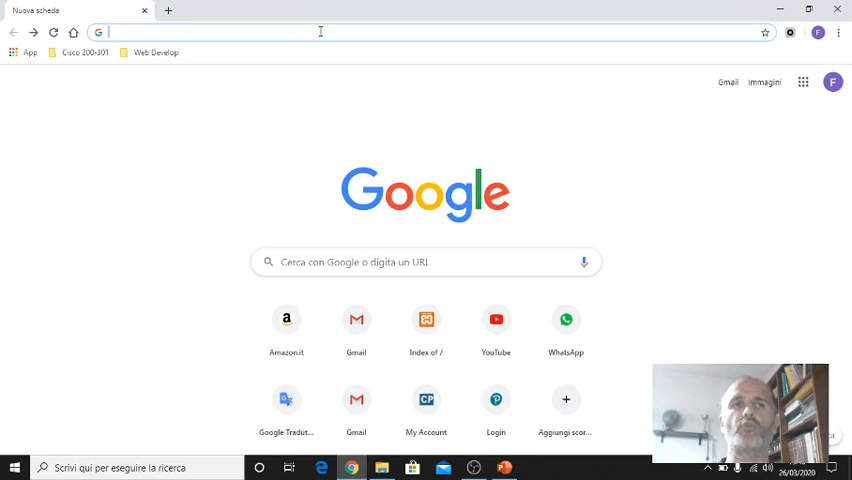 Nuova scheda
App Cisco 200-301 Web Develop
F
Gmail Immagini F
Google
Cerca con Google o digita un URL
a
Amazon.it Gmail Index of / YouTube WhatsApp
CP
Google Tradut... Gmail My Account Login Aggiungi scor...
Scrivi qui per eseguire la ricerca
26/03/2020